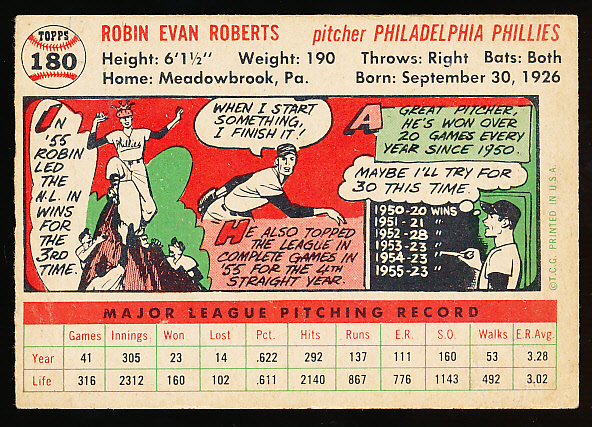 TOPPS
180
ROBIN EVAN ROBERTS pitcher PHILADELPHIA PHILLIES
Height: 6'1½" Weight: 190 Throws: Right Bats: Both
Home: Meadowbrook, Pa. Born: September 30, 1926
IN
'55
ROBIN
LED
THE
N.L. IN
WINS
FOR
THE
3RD
TIME.
Phillies
WHEN I START
SOMETHING,
I FINISH IT!
HE ALSO TOPPED
THE LEAGUE IN
COMPLETE GAMES IN
'55 FOR THE 4TH
STRAIGHT YEAR.
A GREAT PITCHER,
HE'S WON OVER
20 GAMES EVERY
YEAR SINCE 1950.
MAYBE I'LL TRY FOR
30 THIS TIME.
1950-20 WINS
1951-21 "
1952-28 "
1953-23 "
1954-23 "
1955-23 "
© T.C.G. PRINTED IN U.S.A.
MAJOR LEAGUE PITCHING RECORD
Games Innings Won Lost Pct. Hits Runs E.R. S.O. Walks E.R.Avg.
Year 41 305 23 14 .622 292 137 111 160 53 3.28
Life 316 2312 160 102 .611 2140 867 776 1143 492 3.02